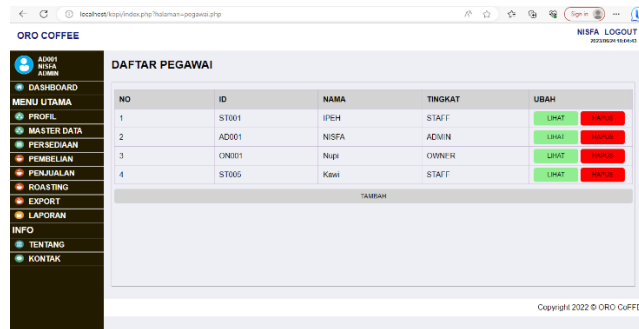 localhost/kopi/index.php?halaman=pegawai.php
Sign in
ORO COFFEE
NISFA LOGOUT
AD001
NISFA
ADMIN
DASHBOARD
MENU UTAMA
PROFIL
MASTER DATA
PERSEDIAAN
PEMBELIAN
PENJUALAN
ROASTING
EXPORT
LAPORAN
INFO
TENTANG
KONTAK
DAFTAR PEGAWAI
NO ID NAMA TINGKAT UBAH
1 ST001 IPEH STAFF LIHAT HAPUS
2 AD001 NISFA ADMIN LIHAT HAPUS
3 ON001 Nupi OWNER LIHAT HAPUS
4 ST005 Kawi STAFF LIHAT HAPUS
TAMBAH
Copyright 2022 © ORO CoFFE